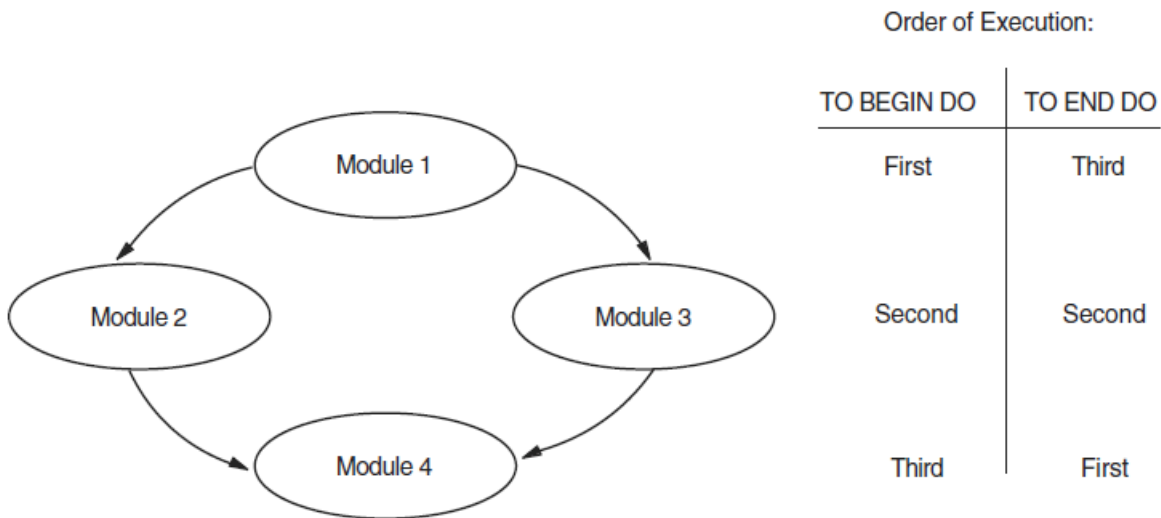 Order of Execution:
TO BEGIN DO TO END DO
Module 1 First Third
Module 2 Module 3 Second Second
Module 4 Third First